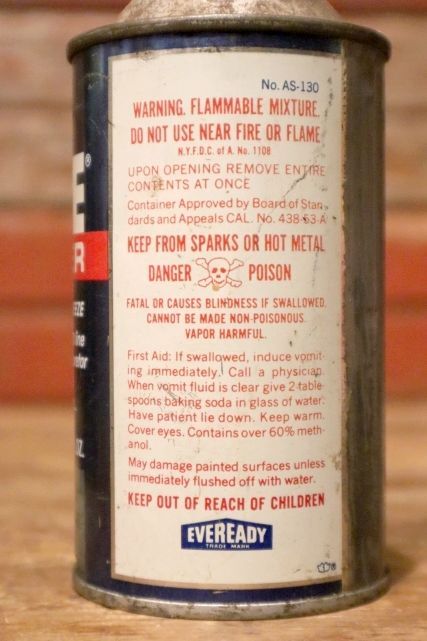 No. AS-130
WARNING. FLAMMABLE MIXTURE.
DO NOT USE NEAR FIRE OR FLAME
N.Y.F.D.C. of A. No. 1108
UPON OPENING REMOVE ENTIRE
CONTENTS AT ONCE
Container Approved by Board of Stan-
dards and Appeals CAL. No. 438-53-A
KEEP FROM SPARKS OR HOT METAL
DANGER POISON
FATAL OR CAUSES BLINDNESS IF SWALLOWED.
CANNOT BE MADE NON-POISONOUS.
VAPOR HARMFUL.
First Aid: If swallowed, induce vomit-
ing immediately. Call a physician.
When vomit fluid is clear give 2 table-
spoons baking soda in glass of water.
Have patient lie down. Keep warm.
Cover eyes. Contains over 60% meth-
anol.
May damage painted surfaces unless
immediately flushed off with water.
KEEP OUT OF REACH OF CHILDREN
EVEREADY
TRADE MARK
E®
R